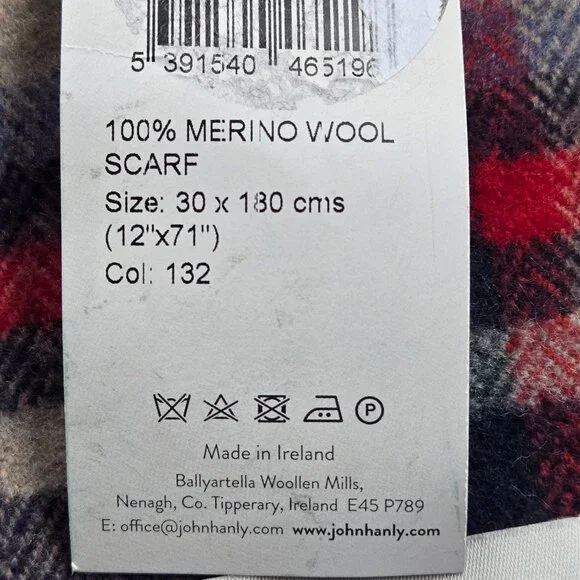 5 391540 465196
100% MERINO WOOL
SCARF
Size: 30 x 180 cms
(12"x71")
Col: 132
P
Made in Ireland
Ballyartella Woollen Mills,
Nenagh, Co. Tipperary, Ireland E45 P789
E: office@johnhanly.com www.johnhanly.com